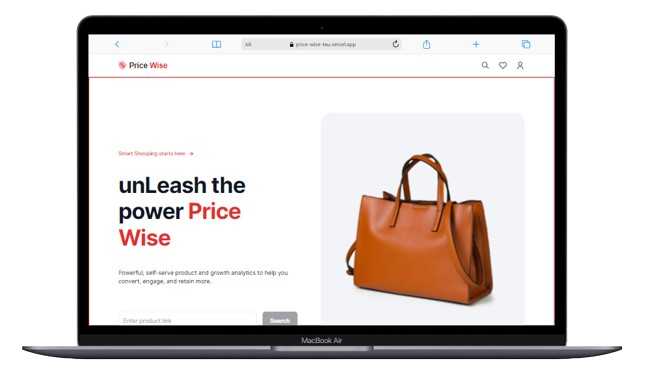 AA price-wise-tau.vercel.app
Price Wise
Smart Shopping starts here →
unLeash the
power Price
Wise
Powerful, self-serve product and growth analytics to help you
convert, engage, and retain more.
Enter product link Search
MacBook Air